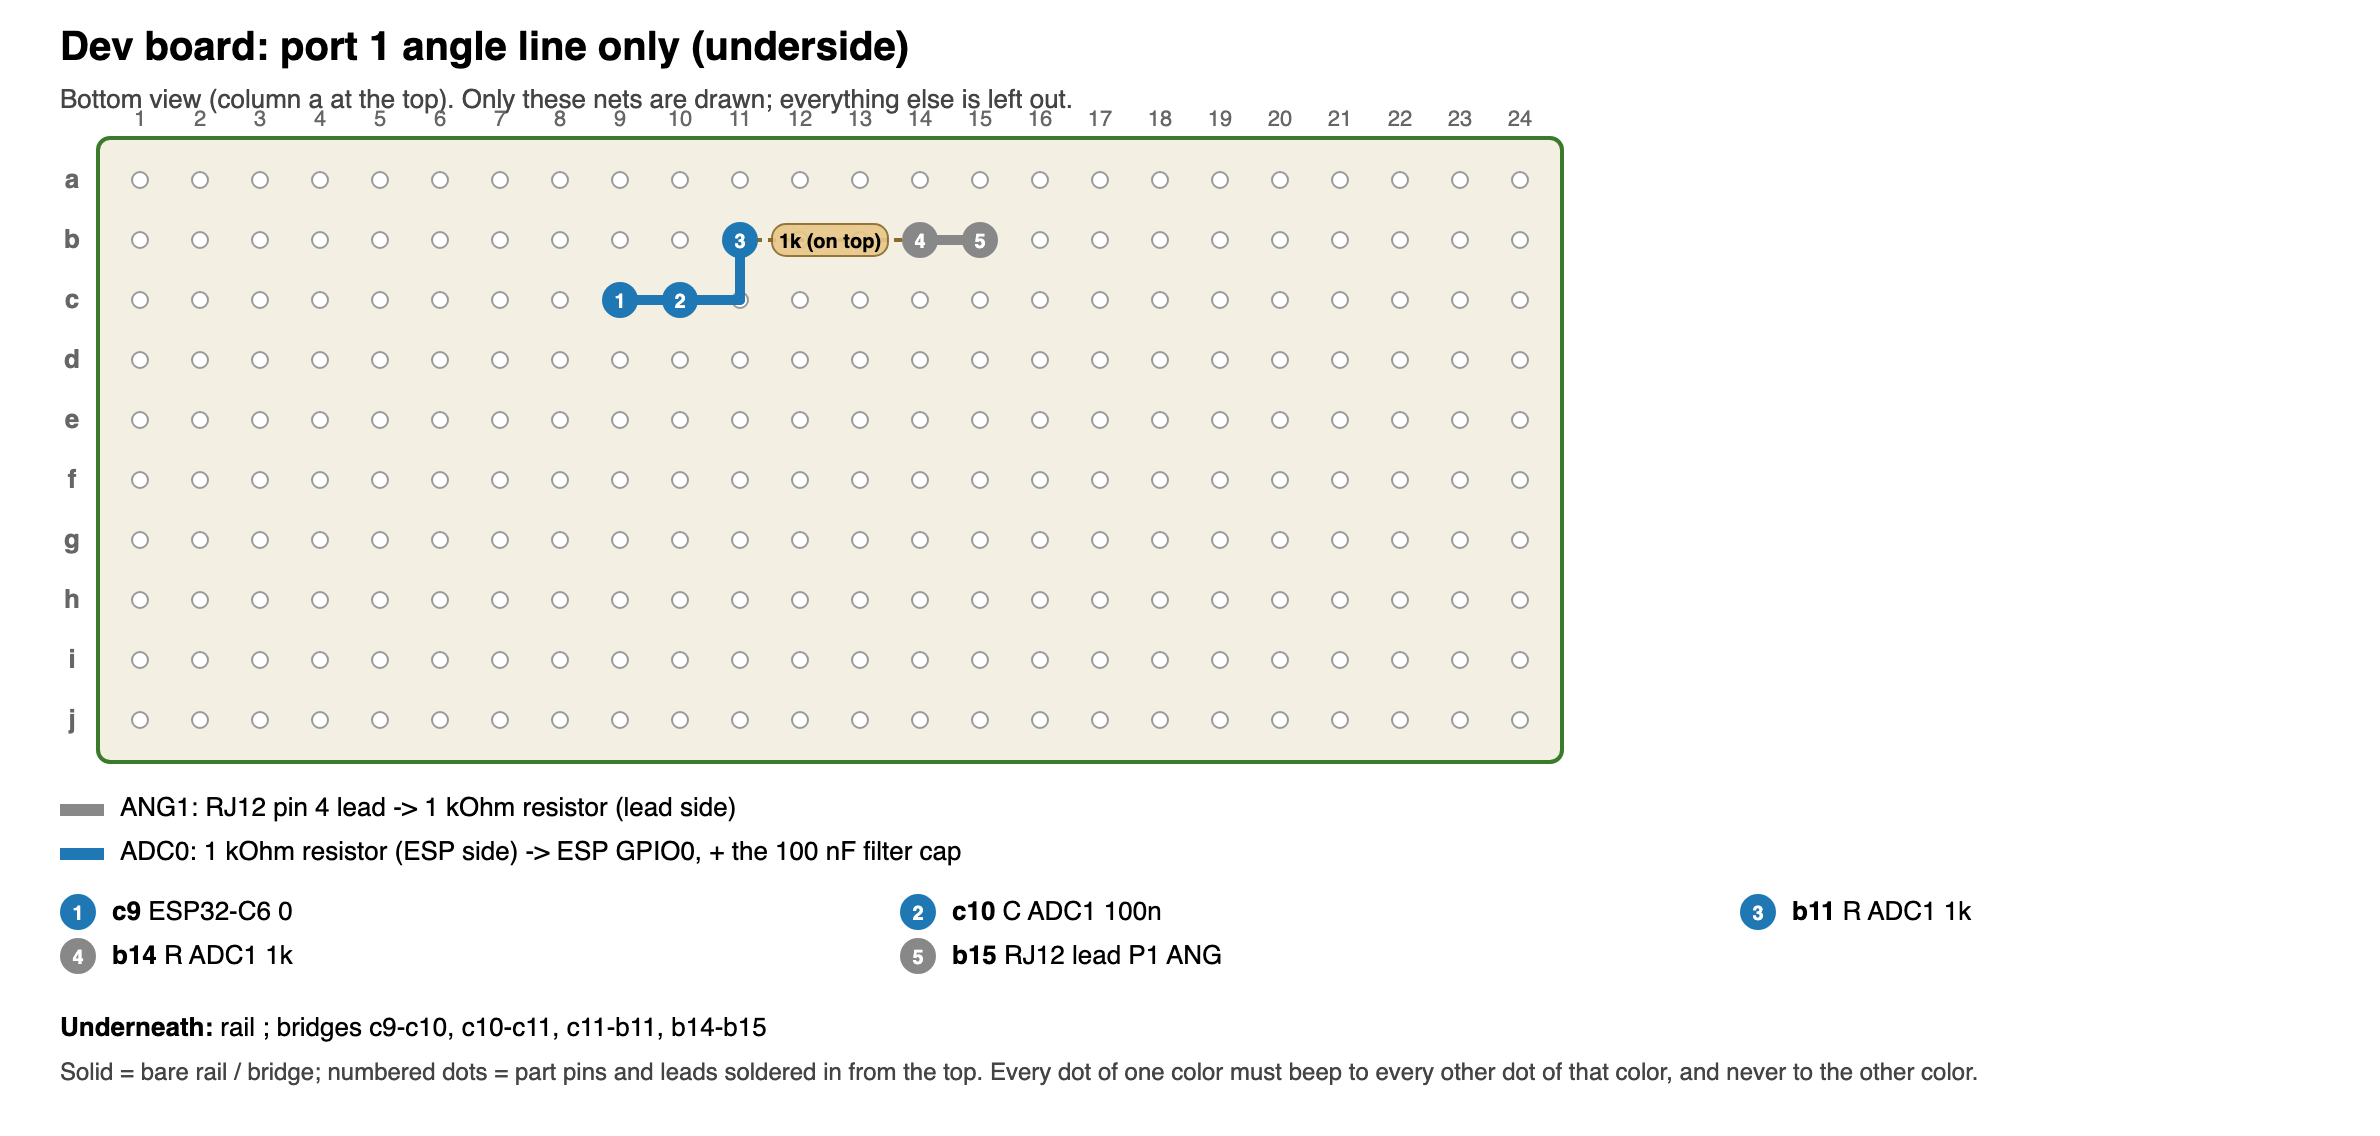 Dev board: port 1 angle line only (underside)
Bottom view (column a at the top). Only these nets are drawn; everything else is left out.
1 2 3 4 5 6 7 8 9 10 11 12 13 14 15 16 17 18 19 20 21 22 23 24
a
b 3 1k (on top) 4 5
c 1 2
d
e
f
g
h
i
j
ANG1: RJ12 pin 4 lead -> 1 kOhm resistor (lead side)
ADC0: 1 kOhm resistor (ESP side) -> ESP GPIO0, + the 100 nF filter cap
1 c9 ESP32-C6 0 2 c10 C ADC1 100n 3 b11 R ADC1 1k
4 b14 R ADC1 1k 5 b15 RJ12 lead P1 ANG
Underneath: rail ; bridges c9-c10, c10-c11, c11-b11, b14-b15
Solid = bare rail / bridge; numbered dots = part pins and leads soldered in from the top. Every dot of one color must beep to every other dot of that color, and never to the other color.